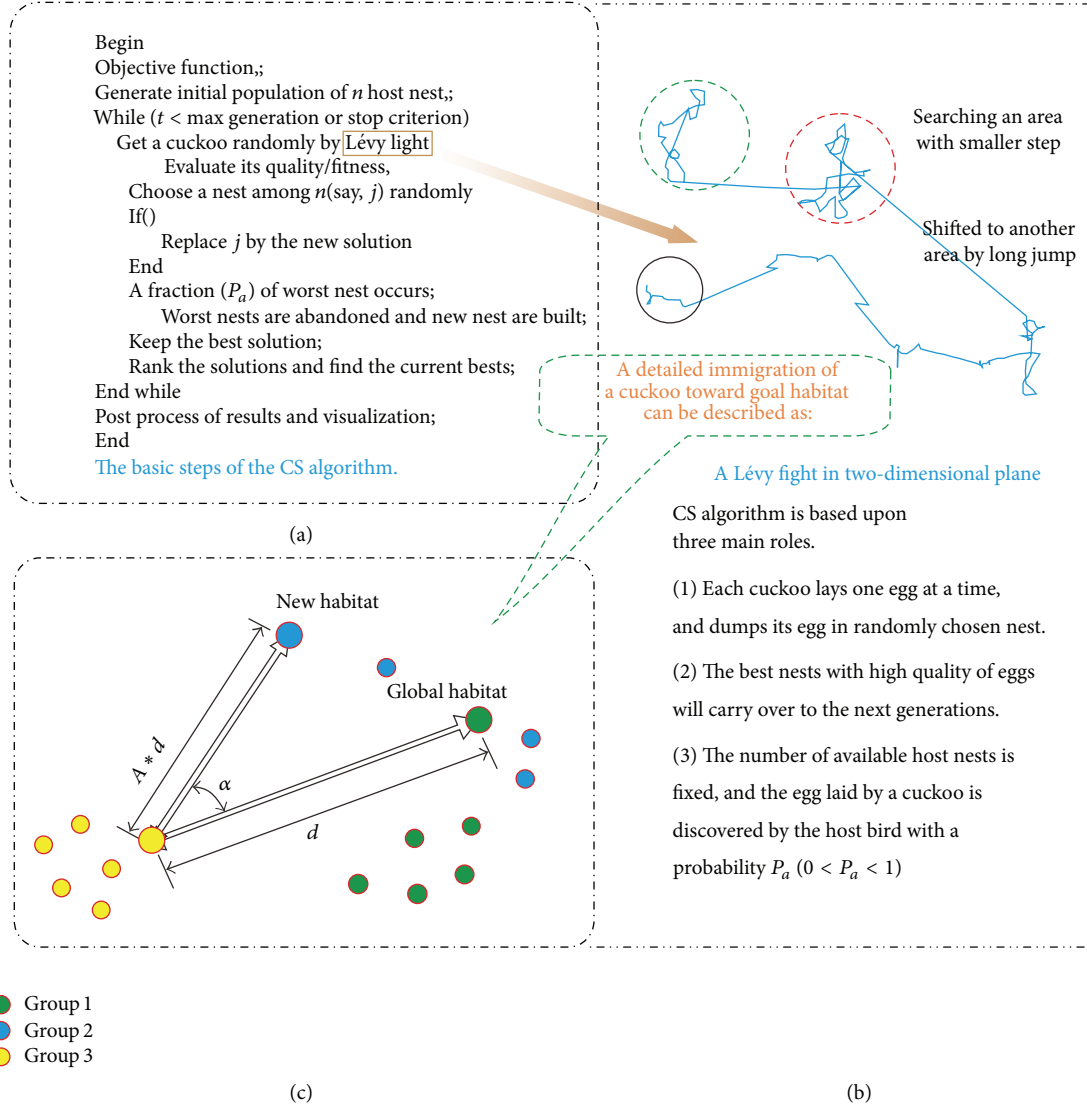 Begin
Objective function,;
Generate initial population of n host nest,;
While (t < max generation or stop criterion)
Get a cuckoo randomly by Lévy light
Evaluate its quality/fitness,
Choose a nest among n(say, j) randomly
If()
Replace j by the new solution
End
A fraction (Pa) of worst nest occurs;
Worst nests are abandoned and new nest are built;
Keep the best solution;
Rank the solutions and find the current bests;
End while
Post process of results and visualization;
End
The basic steps of the CS algorithm.
(a)
Searching an area
with smaller step
Shifted to another
area by long jump
A detailed immigration of
a cuckoo toward goal habitat
can be described as:
A Lévy fight in two-dimensional plane
CS algorithm is based upon
three main roles.
(1) Each cuckoo lays one egg at a time,
and dumps its egg in randomly chosen nest.
(2) The best nests with high quality of eggs
will carry over to the next generations.
(3) The number of available host nests is
fixed, and the egg laid by a cuckoo is
discovered by the host bird with a
probability Pa (0 < Pa < 1)
New habitat
Global habitat
A * d
α
d
Group 1
Group 2
Group 3
(c)
(b)